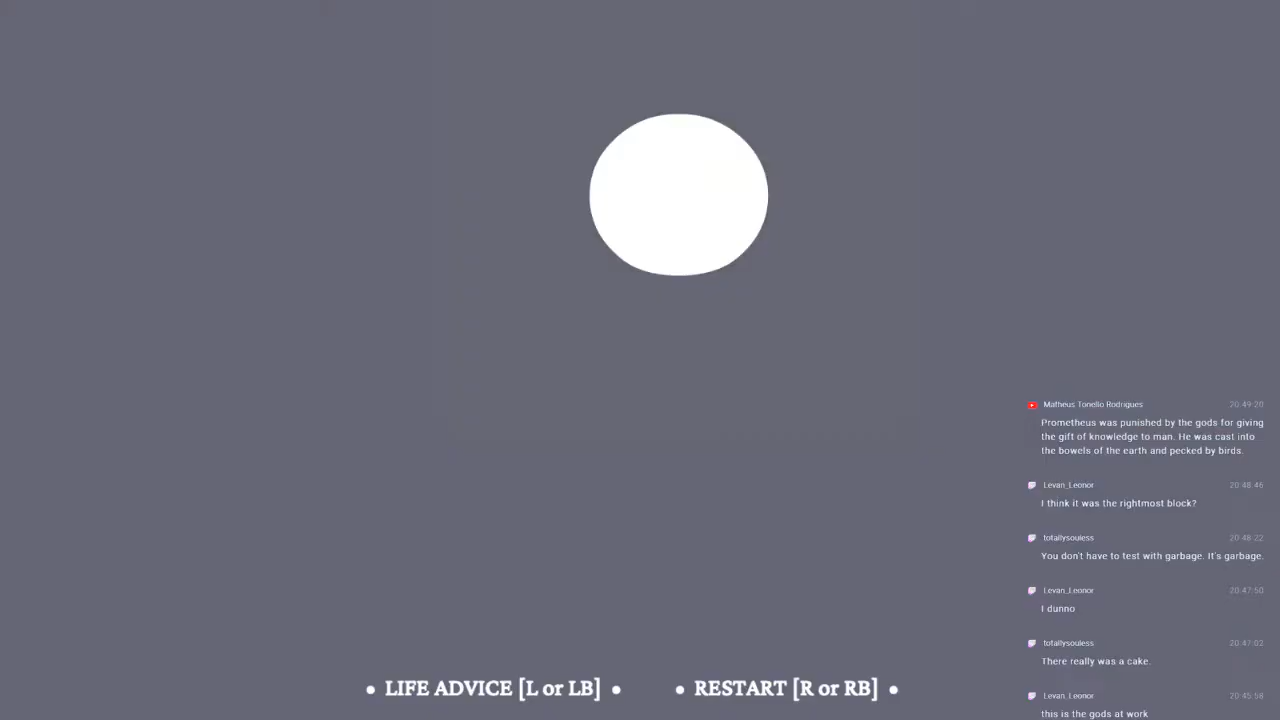 Matheus Tonello Rodrigues 20:49:20
Prometheus was punished by the gods for giving
the gift of knowledge to man. He was cast into
the bowels of the earth and pecked by birds.
Levan_Leonor 20:48:46
I think it was the rightmost block?
totallysouless 20:48:22
You don't have to test with garbage. It's garbage.
Levan_Leonor 20:47:50
I dunno
totallysouless 20:47:02
There really was a cake.
Levan_Leonor 20:45:58
this is the gods at work
• LIFE ADVICE [L or LB] • • RESTART [R or RB] •